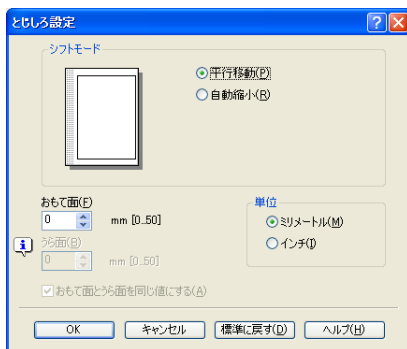 とじしろ設定
シフトモード
平行移動(P)
自動縮小(R)
おもて面(F)
0 mm [0..50]
うら面(B)
0 mm [0..50]
単位
ミリメートル(M)
インチ(I)
おもて面とうら面を同じ値にする(A)
OK キャンセル 標準に戻す(D) ヘルプ(H)